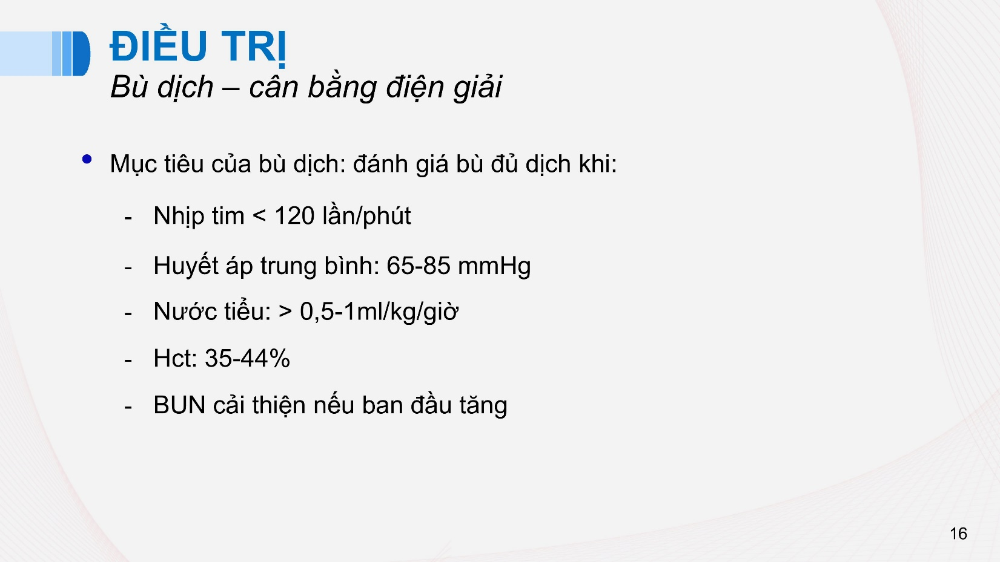 ĐIỀU TRỊ
Bù dịch – cân bằng điện giải
• Mục tiêu của bù dịch: đánh giá bù đủ dịch khi:
- Nhịp tim < 120 lần/phút
- Huyết áp trung bình: 65-85 mmHg
- Nước tiểu: > 0,5-1ml/kg/giờ
- Hct: 35-44%
- BUN cải thiện nếu ban đầu tăng
16